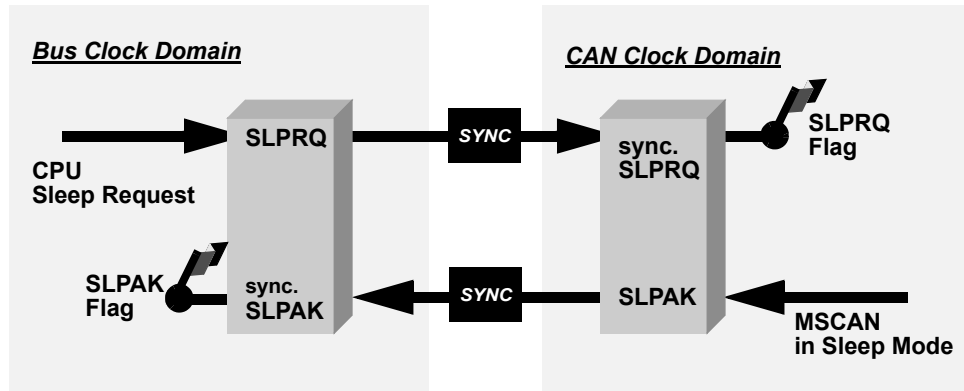 Bus Clock Domain
CAN Clock Domain
SLPRQ
SYNC
sync.
SLPRQ
SLPRQ
Flag
CPU
Sleep Request
SLPAK
Flag
sync.
SLPAK
SYNC
SLPAK
MSCAN
in Sleep Mode